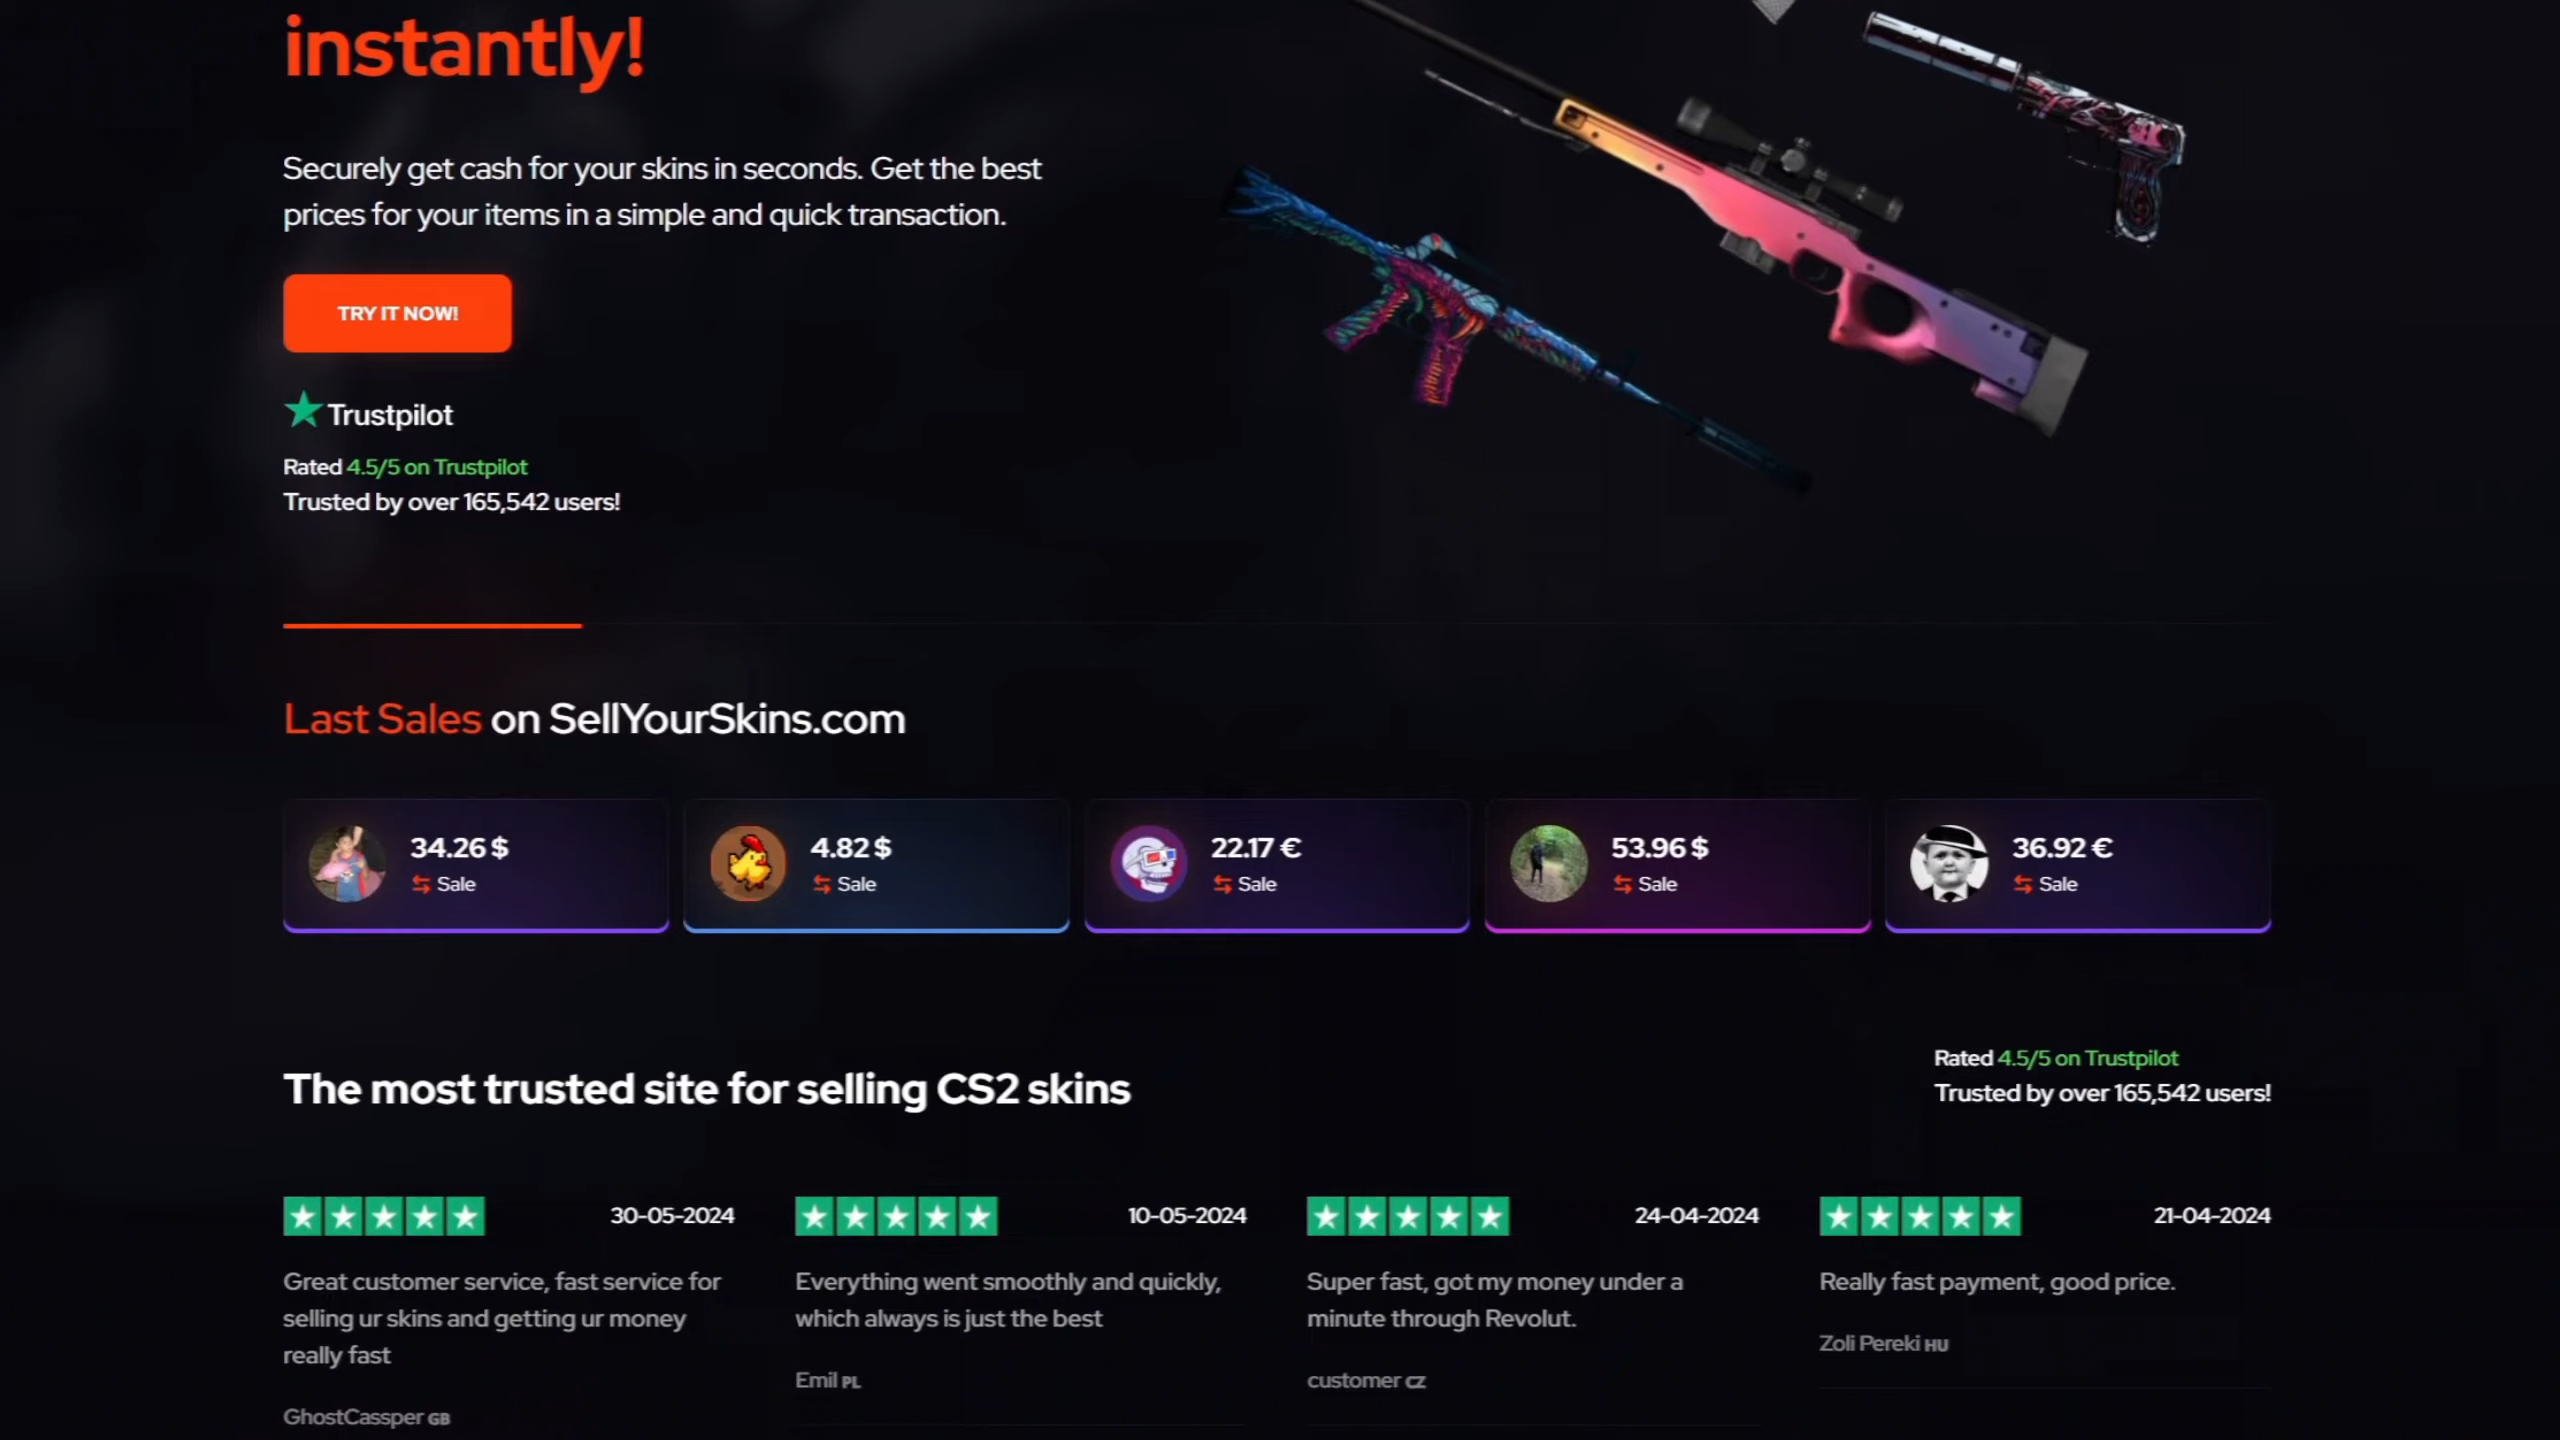 instantly!
Securely get cash for your skins in seconds. Get the best
prices for your items in a simple and quick transaction.
TRY IT NOW!
Trustpilot
Rated 4.5/5 on Trustpilot
Trusted by over 165,542 users!
Last Sales on SellYourSkins.com
34.26 $
Sale
4.82 $
Sale
22.17 €
Sale
53.96 $
Sale
36.92 €
Sale
The most trusted site for selling CS2 skins
Rated 4.5/5 on Trustpilot
Trusted by over 165,542 users!
30-05-2024
Great customer service, fast service for
selling ur skins and getting ur money
really fast
GhostCassper GB
10-05-2024
Everything went smoothly and quickly,
which always is just the best
Emil PL
24-04-2024
Super fast, got my money under a
minute through Revolut.
customer CZ
21-04-2024
Really fast payment, good price.
Zoli Pereki HU